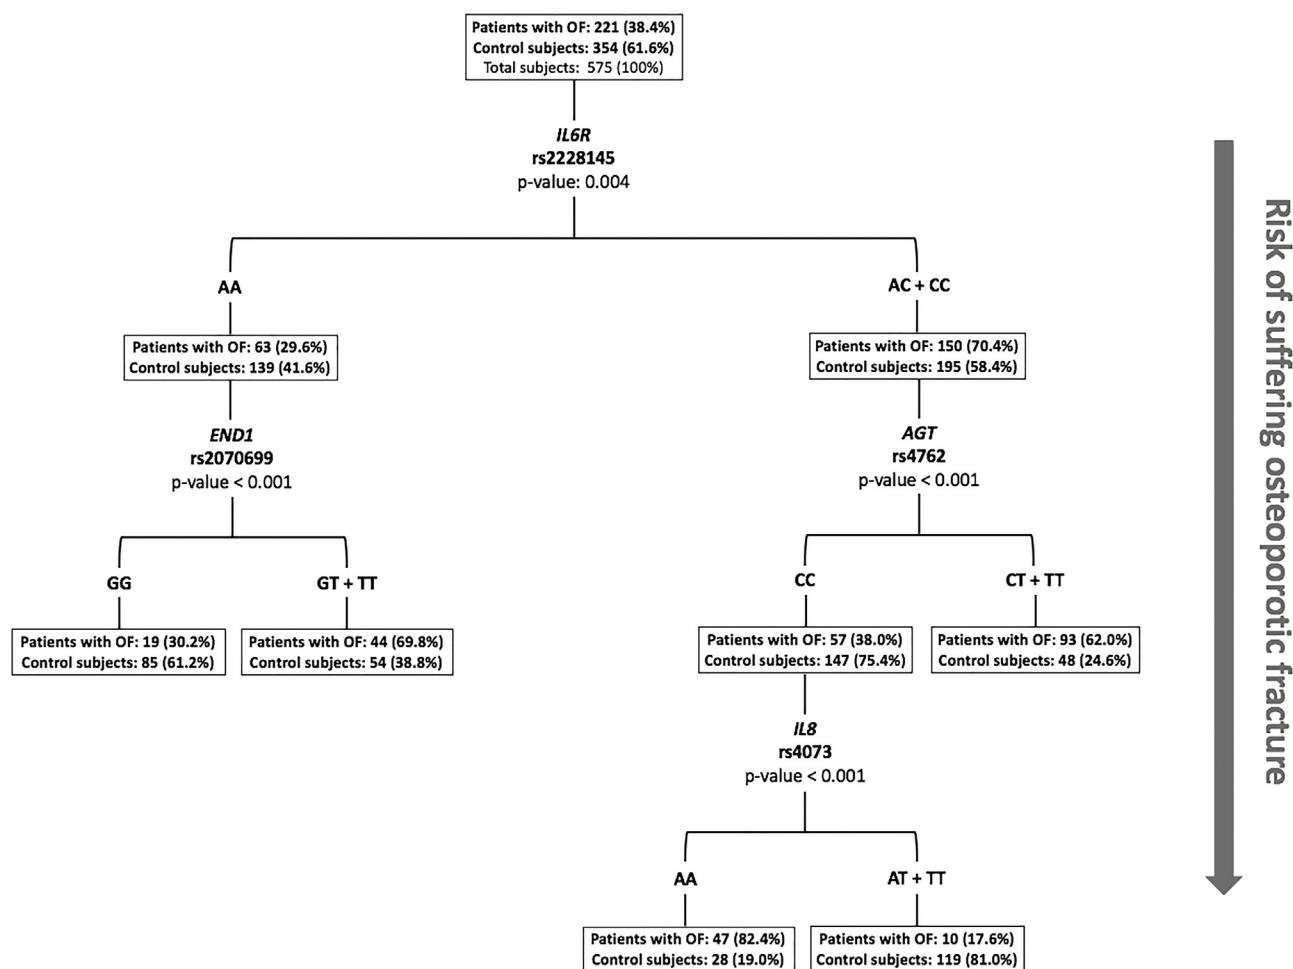 Patients with OF: 221 (38.4%)
Control subjects: 354 (61.6%)
Total subjects: 575 (100%)
IL6R
rs2228145
p-value: 0.004
AA
AC + CC
Patients with OF: 63 (29.6%)
Control subjects: 139 (41.6%)
Patients with OF: 150 (70.4%)
Control subjects: 195 (58.4%)
END1
rs2070699
p-value < 0.001
AGT
rs4762
p-value < 0.001
GG
GT + TT
CC
CT + TT
Patients with OF: 19 (30.2%)
Control subjects: 85 (61.2%)
Patients with OF: 44 (69.8%)
Control subjects: 54 (38.8%)
Patients with OF: 57 (38.0%)
Control subjects: 147 (75.4%)
Patients with OF: 93 (62.0%)
Control subjects: 48 (24.6%)
IL8
rs4073
p-value < 0.001
AA
AT + TT
Patients with OF: 47 (82.4%)
Control subjects: 28 (19.0%)
Patients with OF: 10 (17.6%)
Control subjects: 119 (81.0%)
Risk of suffering osteoporotic fracture